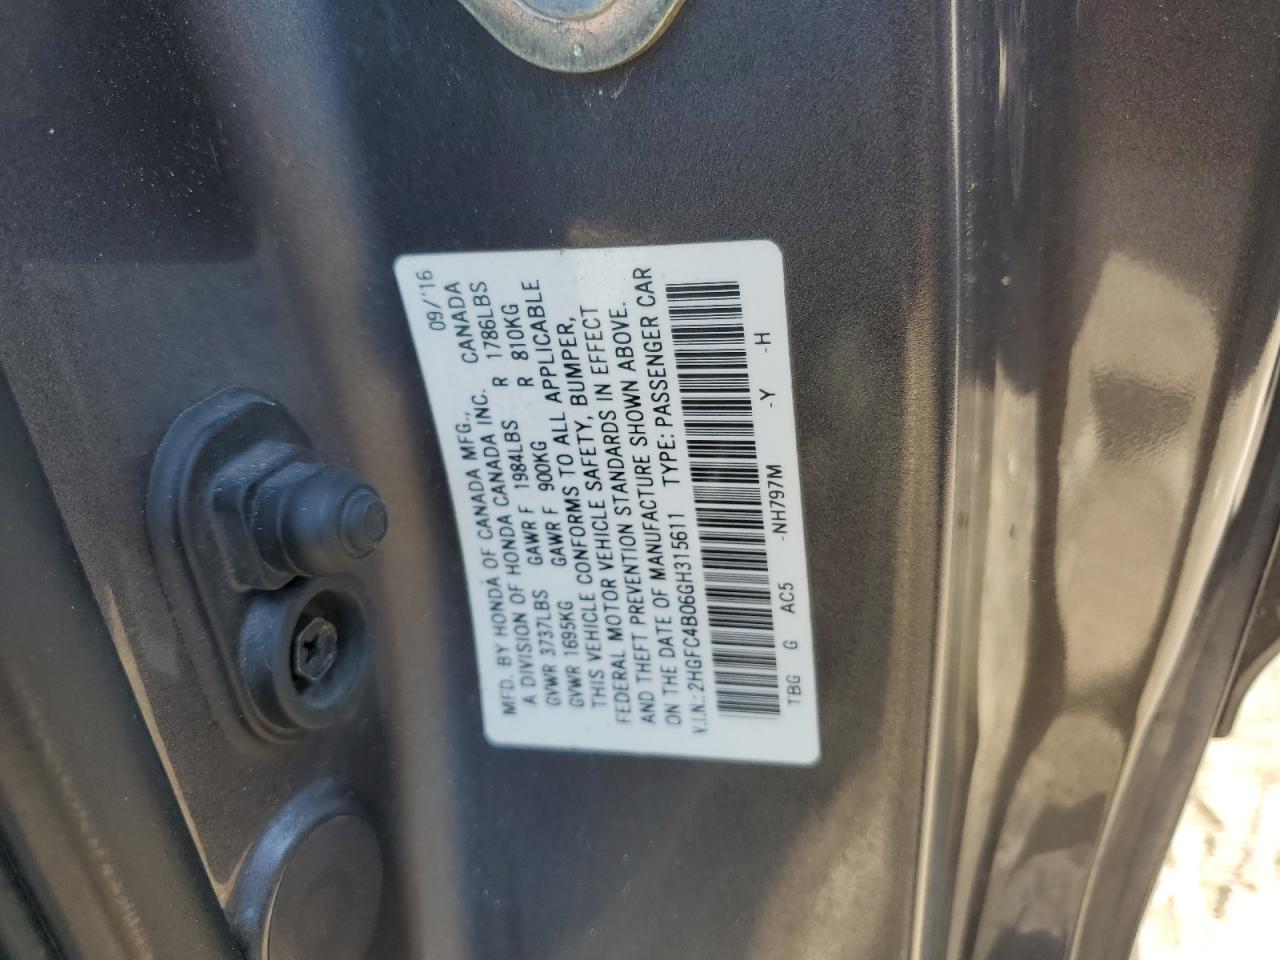 MFD. BY HONDA OF CANADA MFG., CANADA 09/'16
A DIVISION OF HONDA CANADA INC.
GVWR 3737LBS GAWR F 1984LBS R 1786LBS
GVWR 1695KG GAWR F 900KG R 810KG
THIS VEHICLE CONFORMS TO ALL APPLICABLE
FEDERAL MOTOR VEHICLE SAFETY, BUMPER,
AND THEFT PREVENTION STANDARDS IN EFFECT
ON THE DATE OF MANUFACTURE SHOWN ABOVE.
V.I.N.: 2HGFC4B06GH315611 TYPE: PASSENGER CAR
TBG G AC5 -NH797M -Y -H